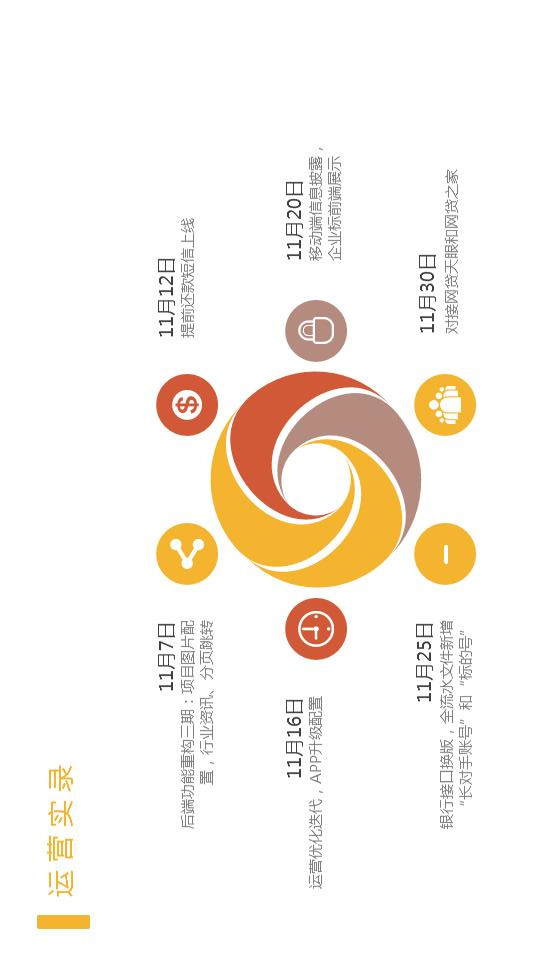 运营实录
11月7日
后端功能重构三期：项目图片配
置，行业资讯、分页跳转
11月12日
提前还款短信上线
11月16日
运营优化迭代，APP升级配置
11月20日
移动端信息披露，
企业标前端展示
11月25日
银行接口换版，全流水文件新增
“长对手账号”和“标的号”
11月30日
对接网贷天眼和网贷之家